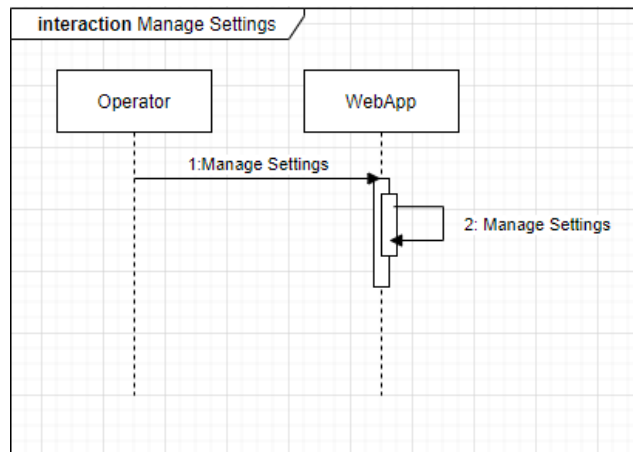 interaction Manage Settings
Operator
WebApp
1:Manage Settings
2: Manage Settings